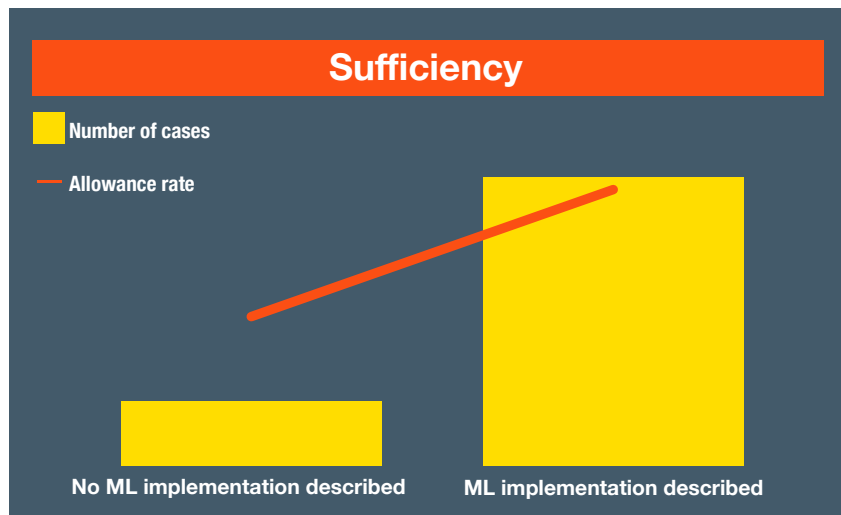 Sufficiency
Number of cases
Allowance rate
No ML implementation described
ML implementation described